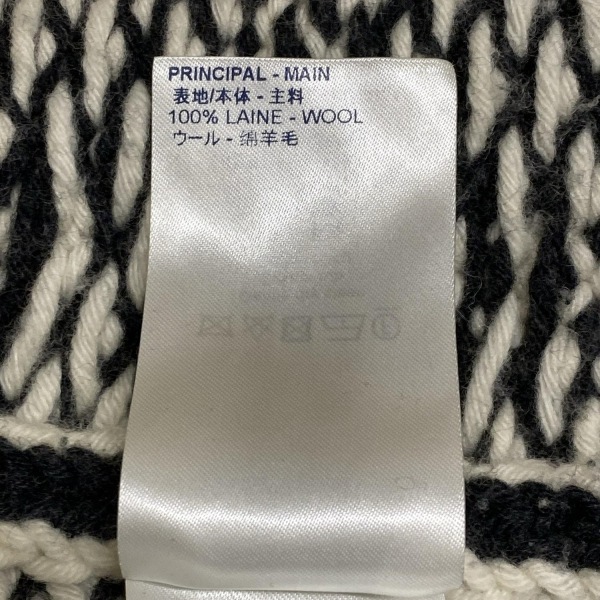 PRINCIPAL - MAIN
表地/本体 - 主料
100% LAINE - WOOL
ウール - 绵羊毛